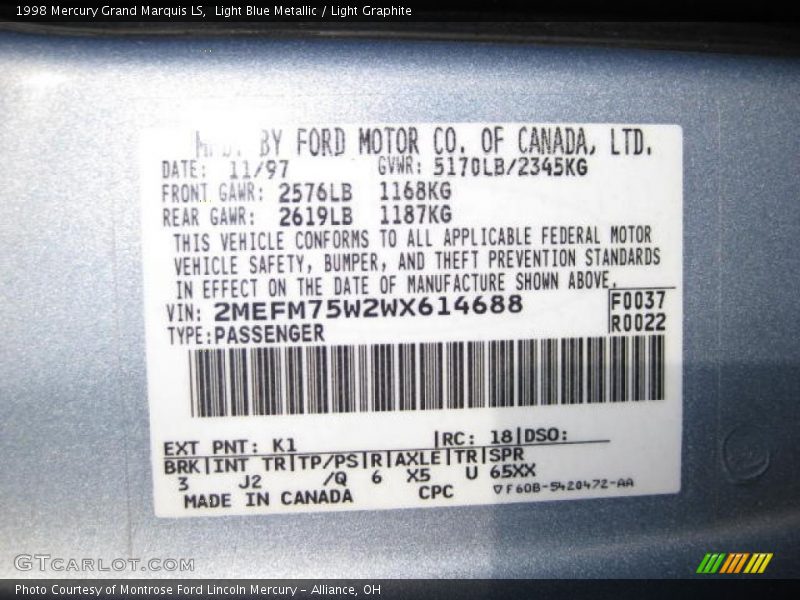 1998 Mercury Grand Marquis LS,  Light Blue Metallic / Light Graphite
MFD. BY FORD MOTOR CO. OF CANADA, LTD.
DATE: 11/97 GVWR: 5170LB/2345KG
FRONT GAWR: 2576LB 1168KG
REAR GAWR: 2619LB 1187KG
THIS VEHICLE CONFORMS TO ALL APPLICABLE FEDERAL MOTOR
VEHICLE SAFETY, BUMPER, AND THEFT PREVENTION STANDARDS
IN EFFECT ON THE DATE OF MANUFACTURE SHOWN ABOVE.
VIN: 2MEFM75W2WX614688 F0037
TYPE:PASSENGER R0022
EXT PNT: K1 |RC: 18|DSO:
BRK|INT TR|TP/PS|R|AXLE|TR|SPR
3 J2 /Q 6 X5 U 65XX
MADE IN CANADA CPC ▽F60B-5420472-AA
GTCarLot.com
Photo Courtesy of Montrose Ford Lincoln Mercury - Alliance, OH